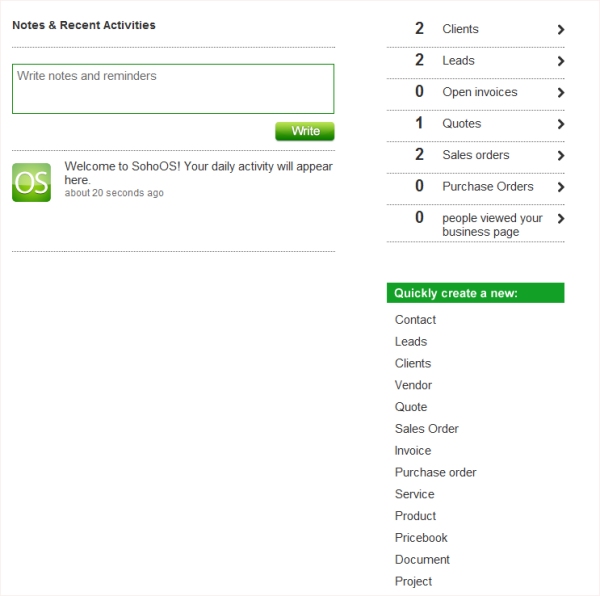 Notes & Recent Activities
Write notes and reminders
Write
OS
Welcome to SohoOS! Your daily activity will appear
here.
about 20 seconds ago
2 Clients
2 Leads
0 Open invoices
1 Quotes
2 Sales orders
0 Purchase Orders
0 people viewed your
business page
Quickly create a new:
Contact
Leads
Clients
Vendor
Quote
Sales Order
Invoice
Purchase order
Service
Product
Pricebook
Document
Project